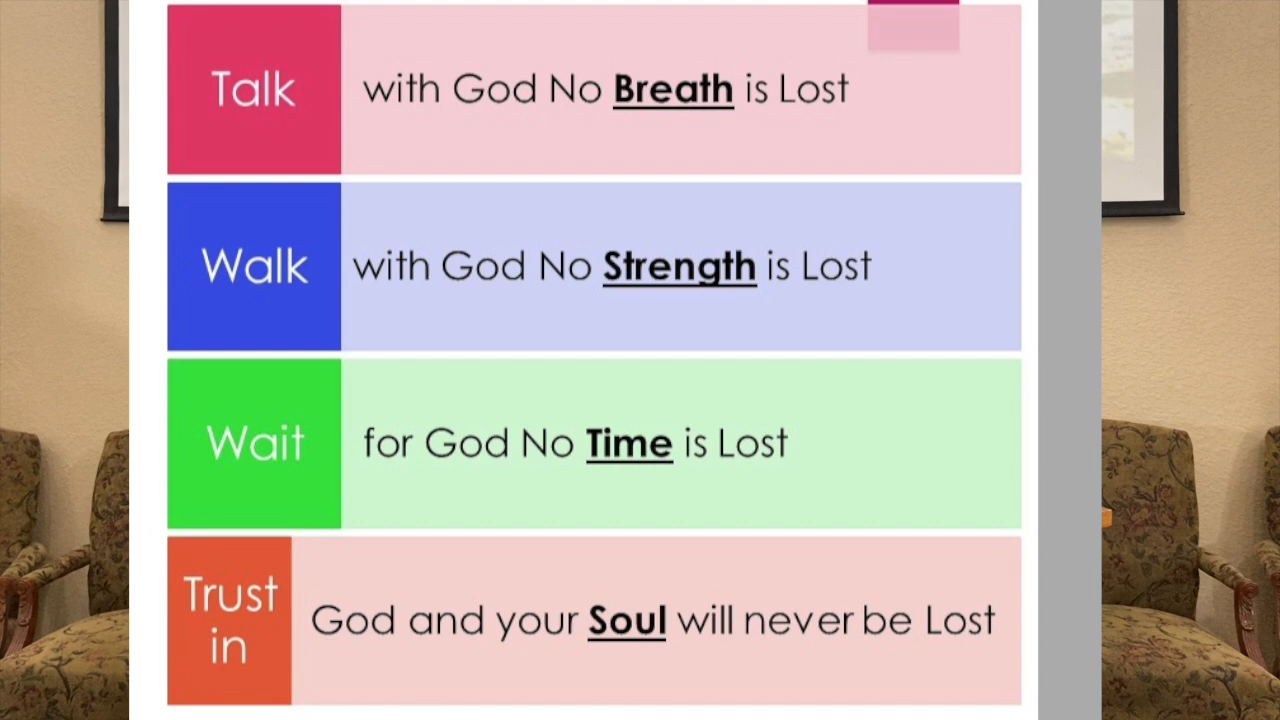 Talk with God No Breath is Lost
Walk with God No Strength is Lost
Wait for God No Time is Lost
Trust
in God and your Soul will never be Lost